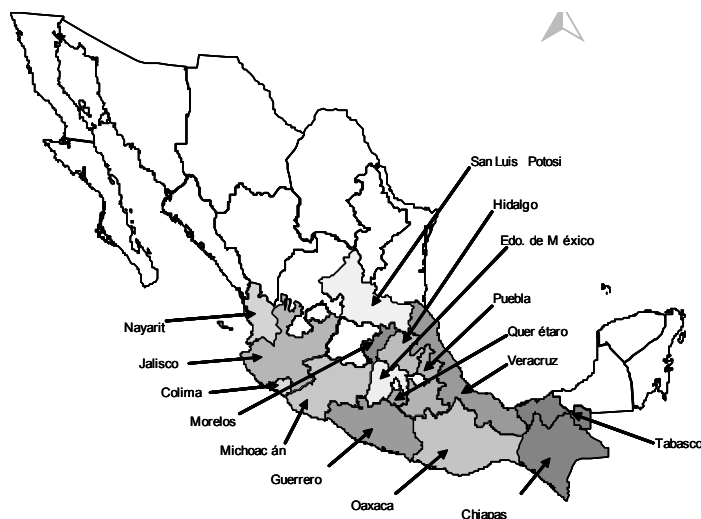 San Luis Potosi
Hidalgo
Edo. de M éxico
Puebla
Quer étaro
Veracruz
Nayarit
Jalisco
Colima
Morelos
Michoac án
Guerrero
Oaxaca
Chiapas
Tabasco